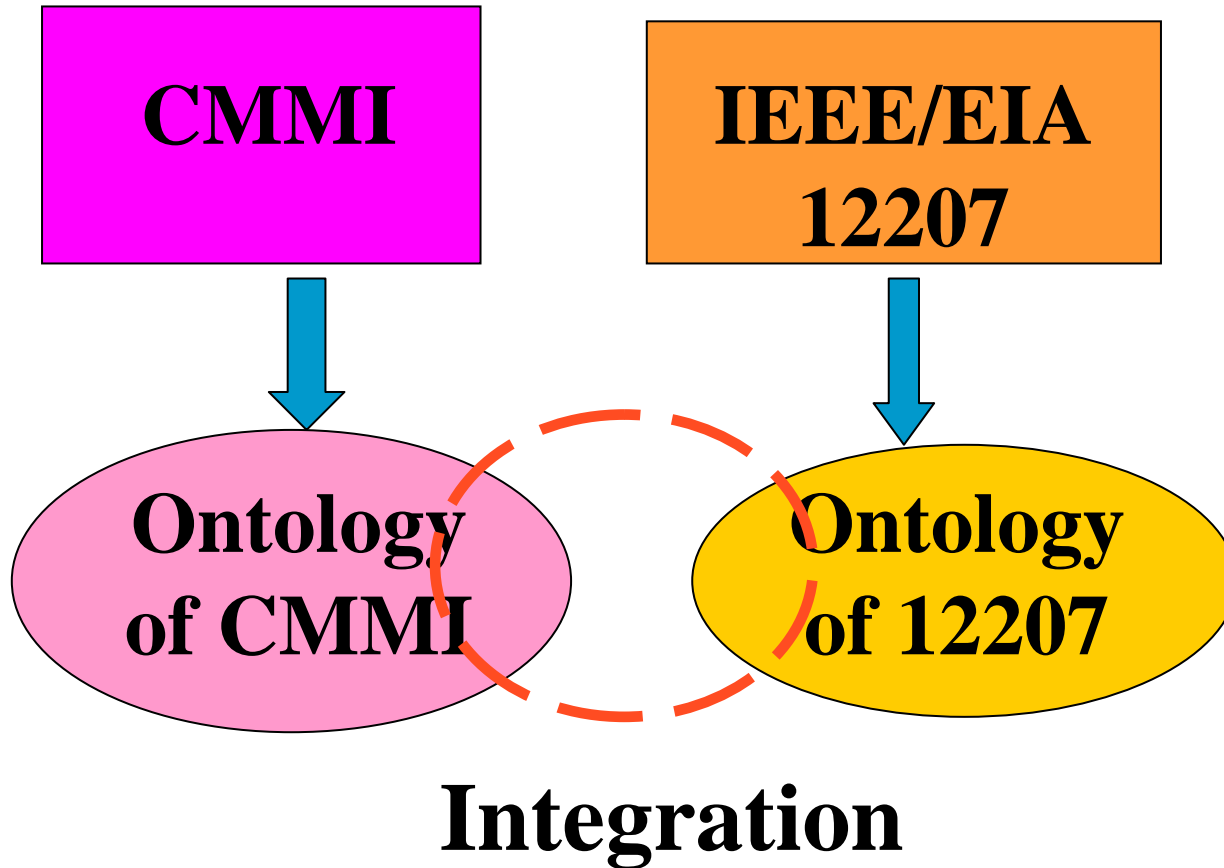 CMMI
IEEE/EIA
12207
Ontology
of CMMI
Ontology
of 12207
Integration